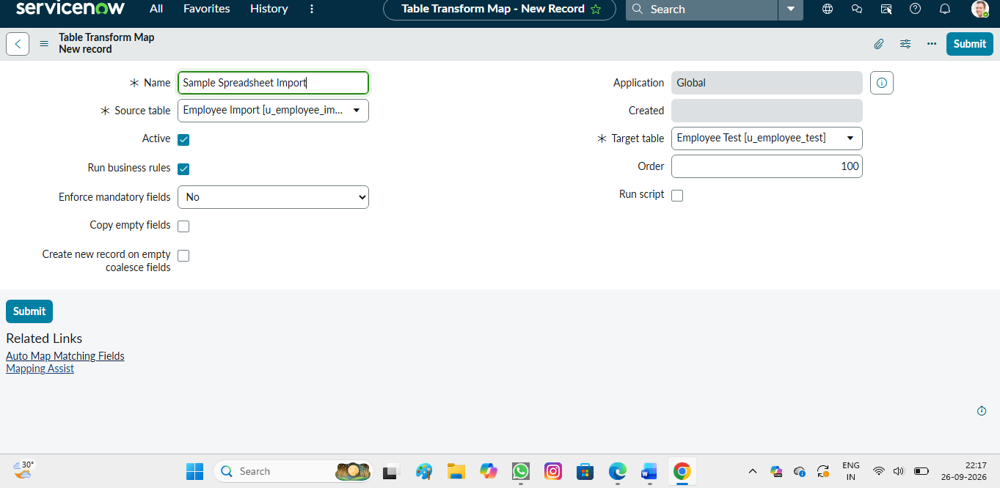 servicenow All Favorites History Table Transform Map - New Record Search
Table Transform Map
New record
Submit
Name Sample Spreadsheet Import
Application Global
Source table Employee Import [u_employee_im...
Created
Active
Target table Employee Test [u_employee_test]
Run business rules
Order 100
Enforce mandatory fields No
Run script
Copy empty fields
Create new record on empty
coalesce fields
Submit
Related Links
Auto Map Matching Fields
Mapping Assist
30°
Search
ENG
IN
22:17
26-09-2026